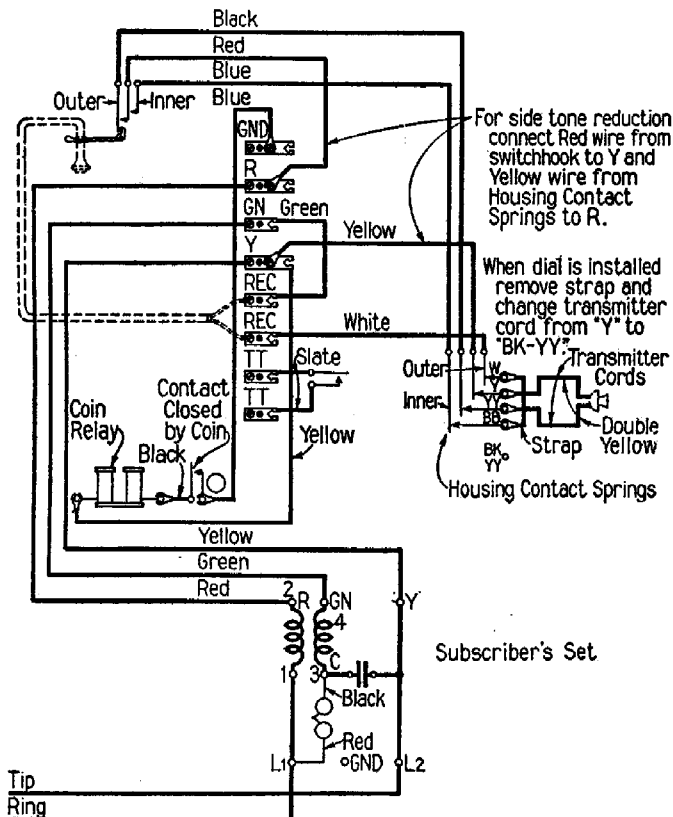 Black
Red
Blue
Outer
Inner
Blue
GND
For side tone reduction
connect Red wire from
switchhook to Y and
Yellow wire from
Housing Contact
Springs to R.
R
GN
Green
Yellow
Y
When dial is installed
remove strap and
change transmitter
cord from "Y" to
"BK-YY"
REC
REC
White
TT
Slate
Outer
W
Y
YY
BB
Transmitter
Cords
Inner
Contact
Closed
by Coin
TT
Coin
Relay
Black
Yellow
Strap
Double
Yellow
BK
YY
Housing Contact Springs
Yellow
Green
Red
2
R
GN
Y
4
Subscriber's Set
1
3
C
Black
Red
L1
GND
L2
Tip
Ring